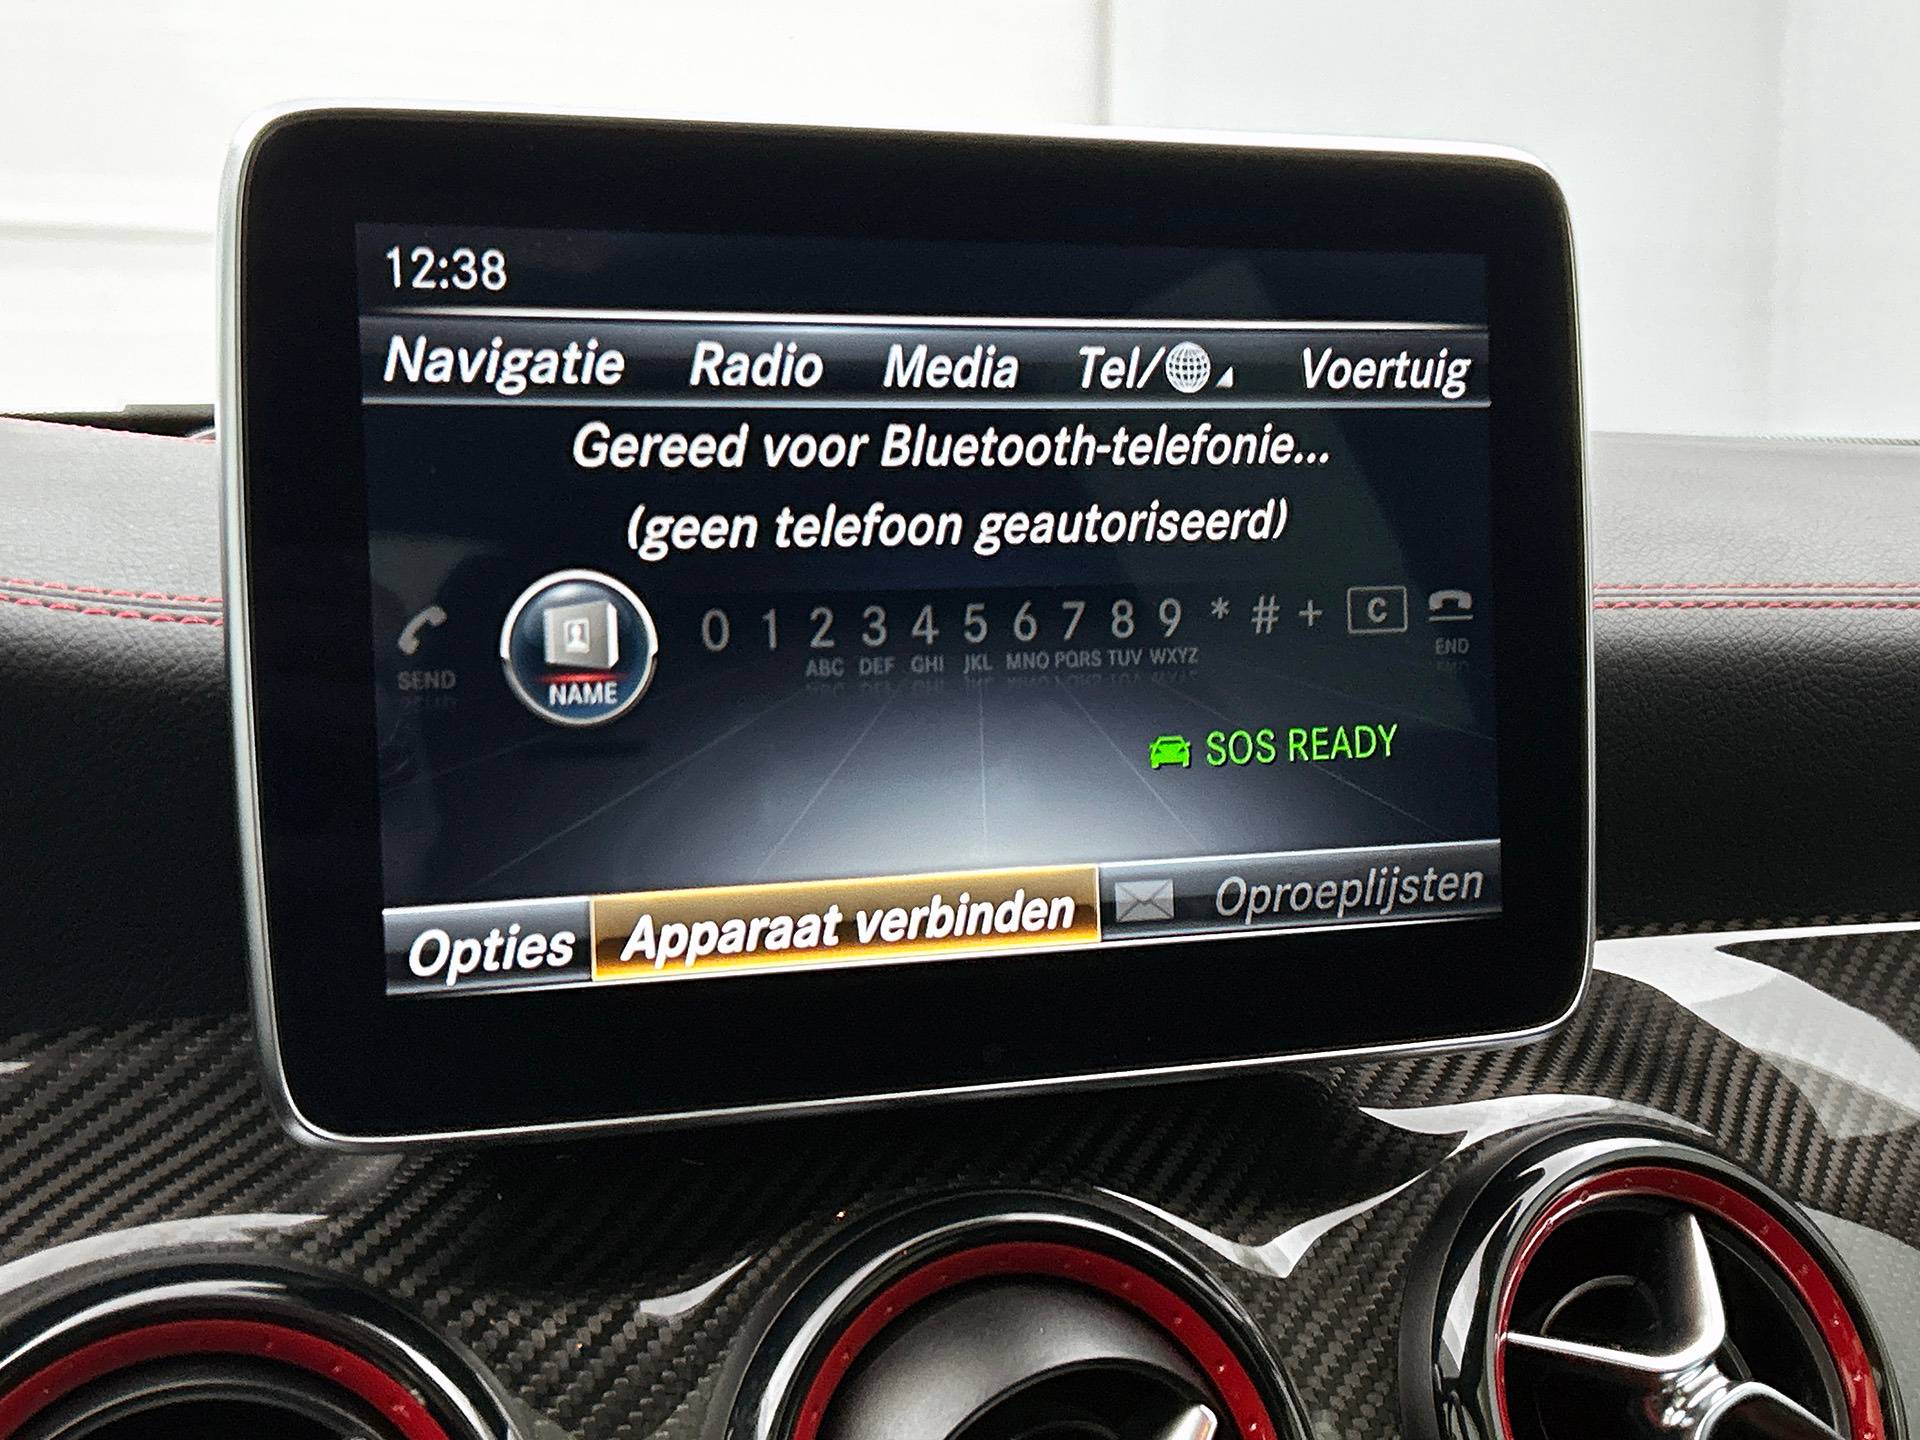 12:38
Navigatie Radio Media Tel/ Voertuig
Gereed voor Bluetooth-telefonie...
(geen telefoon geautoriseerd)
0 1 2 3 4 5 6 7 8 9 * # + C
ABC DEF GHI JKL MNO PQRS TUV WXYZ
SEND NAME END
SOS READY
Opties Apparaat verbinden Oproeplijsten